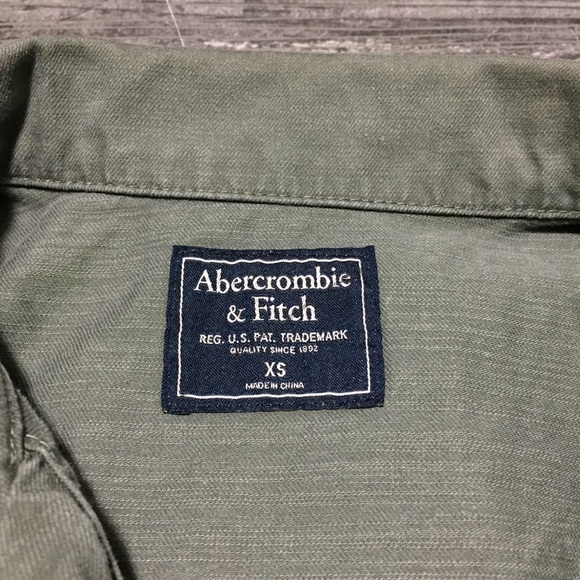 Abercrombie
& Fitch
REG. U.S. PAT. TRADEMARK
QUALITY SINCE 1892
XS
MADE IN CHINA